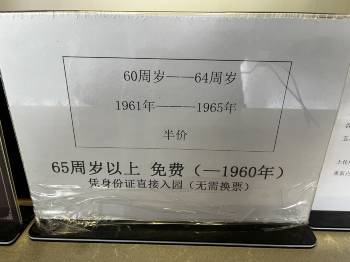 60周岁——64周岁
1961年———1965年
半价
65周岁以上 免费（—1960年）
凭身份证直接入园（无需换票）